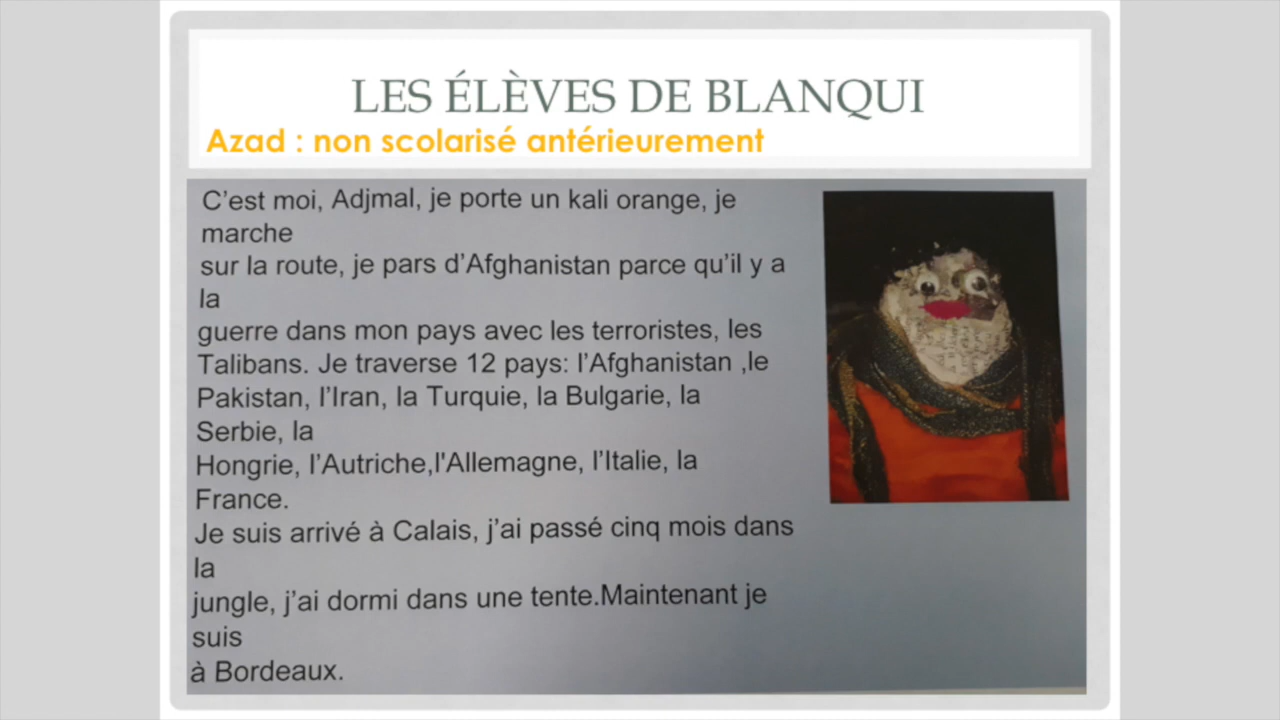 LES ÉLÈVES DE BLANQUI
Azad : non scolarisé antérieurement
C'est moi, Adjmal, je porte un kali orange, je
marche
sur la route, je pars d'Afghanistan parce qu'il y a
la
guerre dans mon pays avec les terroristes, les
Talibans. Je traverse 12 pays: l'Afghanistan ,le
Pakistan, l'Iran, la Turquie, la Bulgarie, la
Serbie, la
Hongrie, l'Autriche,l'Allemagne, l'Italie, la
France.
Je suis arrivé à Calais, j'ai passé cinq mois dans
la
jungle, j'ai dormi dans une tente.Maintenant je
suis
à Bordeaux.